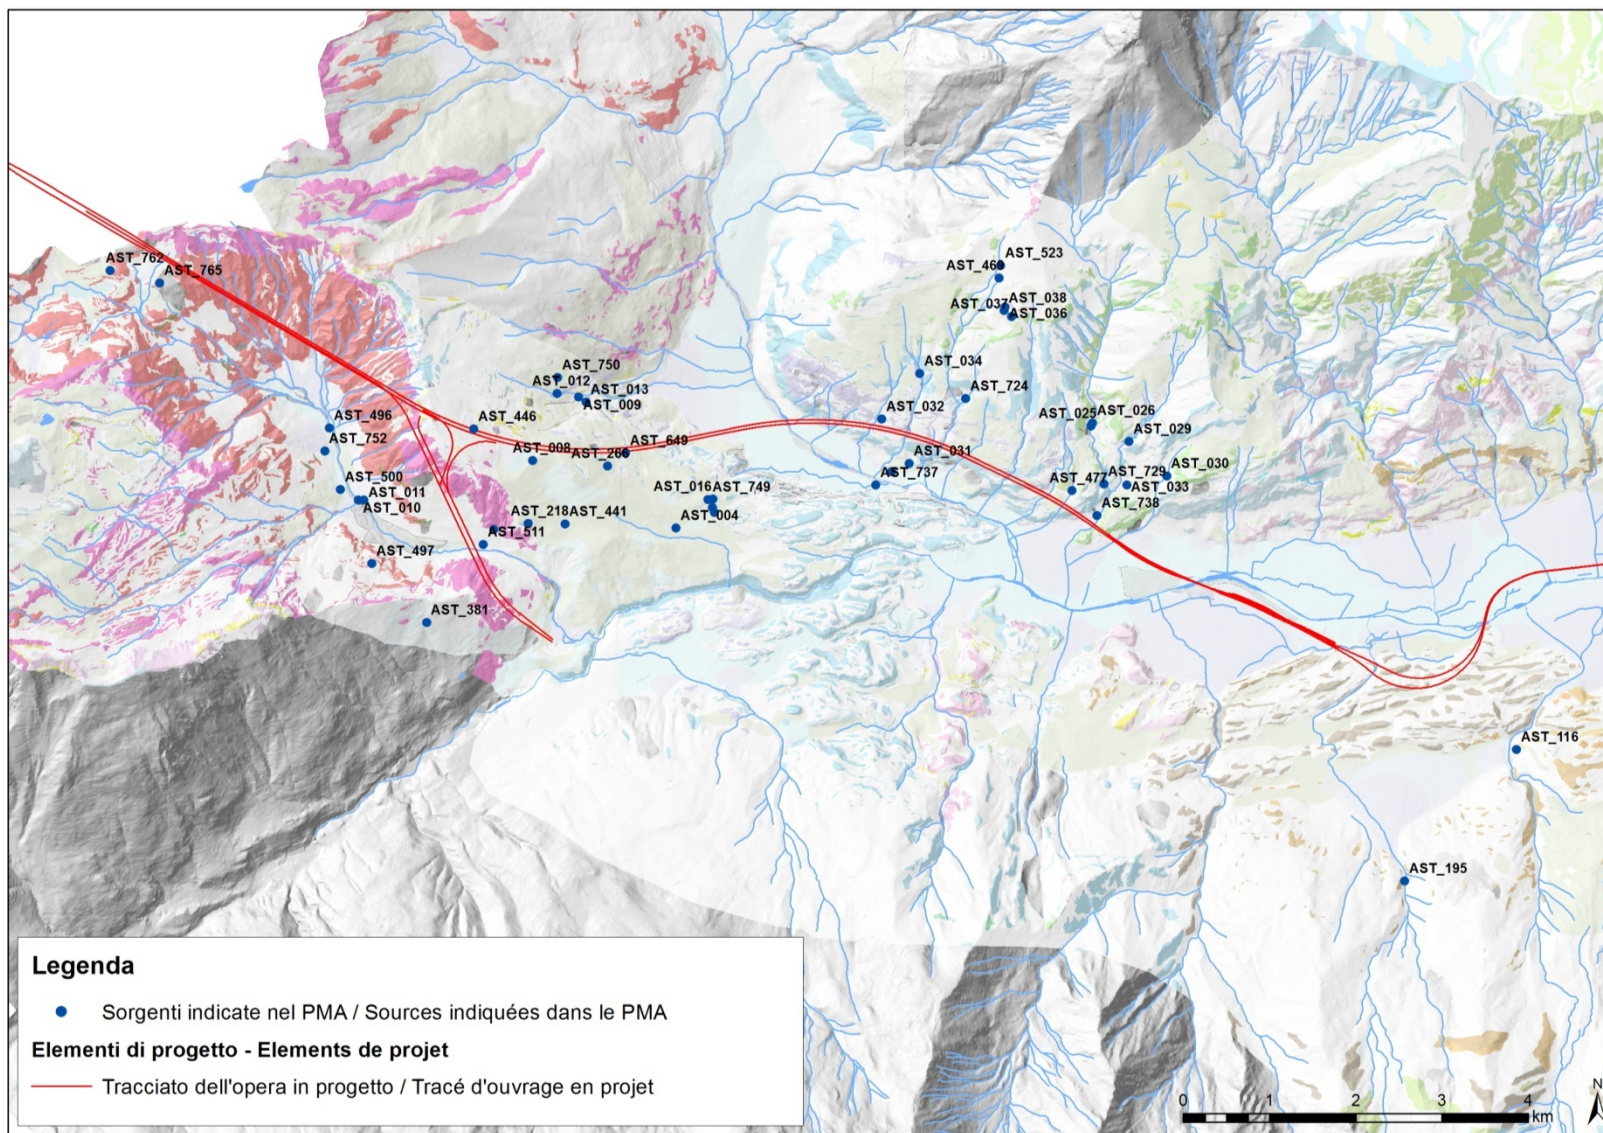 AST_523
AST_469
AST_762
AST_765
AST_037
AST_038
AST_036
AST_750
AST_034
AST_012
AST_013
AST_724
AST_009
AST_496
AST_446
AST_032
AST_025
AST_026
AST_029
AST_752
AST_008
AST_649
AST_031
AST_500
AST_737
AST_477
AST_729
AST_030
AST_011
AST_016
AST_749
AST_033
AST_010
AST_738
AST_218
AST_441
AST_004
AST_511
AST_497
AST_381
AST_116
AST_195
Legenda
Sorgenti indicate nel PMA / Sources indiquées dans le PMA
Elementi di progetto - Elements de projet
Tracciato dell'opera in progetto / Tracé d'ouvrage en projet
0 1 2 3 4
km
N